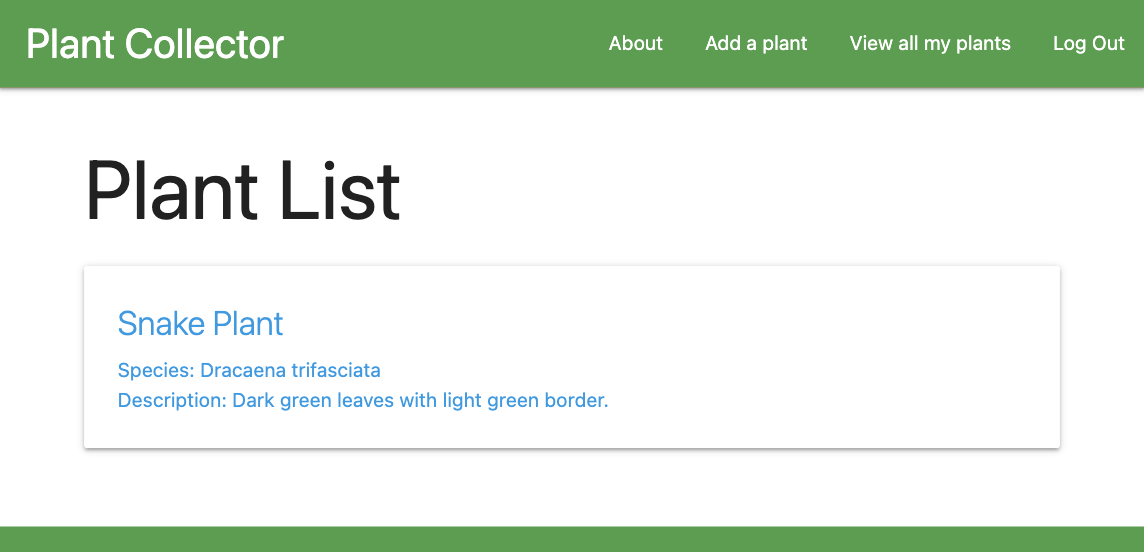 Plant Collector
About
Add a plant
View all my plants
Log Out
Plant List
Snake Plant
Species: Dracaena trifasciata
Description: Dark green leaves with light green border.